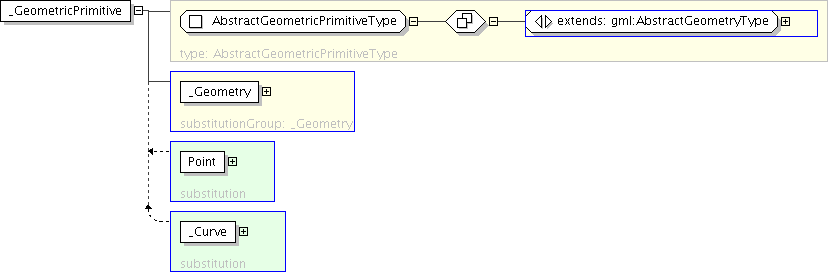 _GeometricPrimitive
AbstractGeometricPrimitiveType
extends: gml:AbstractGeometryType
type: AbstractGeometricPrimitiveType
_Geometry
substitutionGroup: _Geometry
Point
substitution
_Curve
substitution